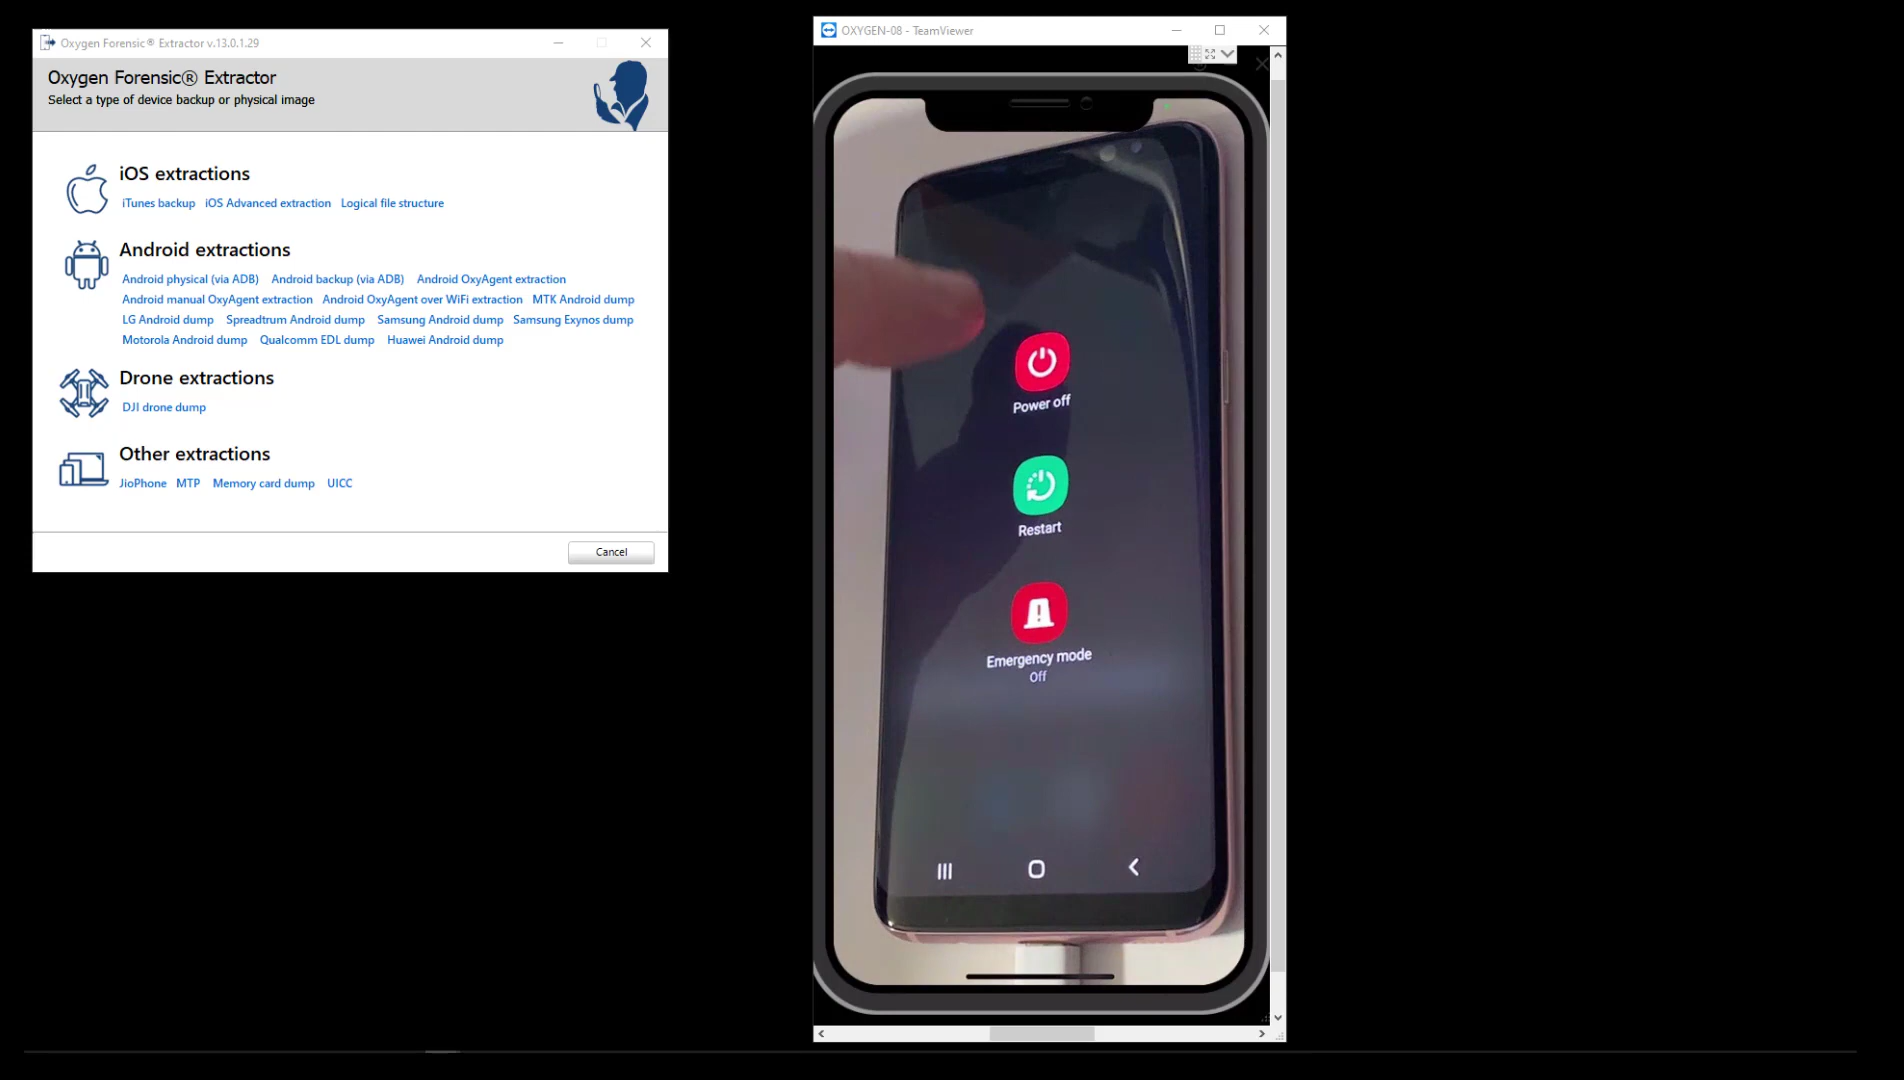 Oxygen Forensic® Extractor v.13.0.1.29
Oxygen Forensic® Extractor
Select a type of device backup or physical image
iOS extractions
iTunes backup iOS Advanced extraction Logical file structure
Android extractions
Android physical (via ADB) Android backup (via ADB) Android OxyAgent extraction
Android manual OxyAgent extraction Android OxyAgent over WiFi extraction MTK Android dump
LG Android dump Spreadtrum Android dump Samsung Android dump Samsung Exynos dump
Motorola Android dump Qualcomm EDL dump Huawei Android dump
Drone extractions
DJI drone dump
Other extractions
JioPhone MTP Memory card dump UICC
Cancel
OXYGEN-08 - TeamViewer
Power off
Restart
Emergency mode
Off